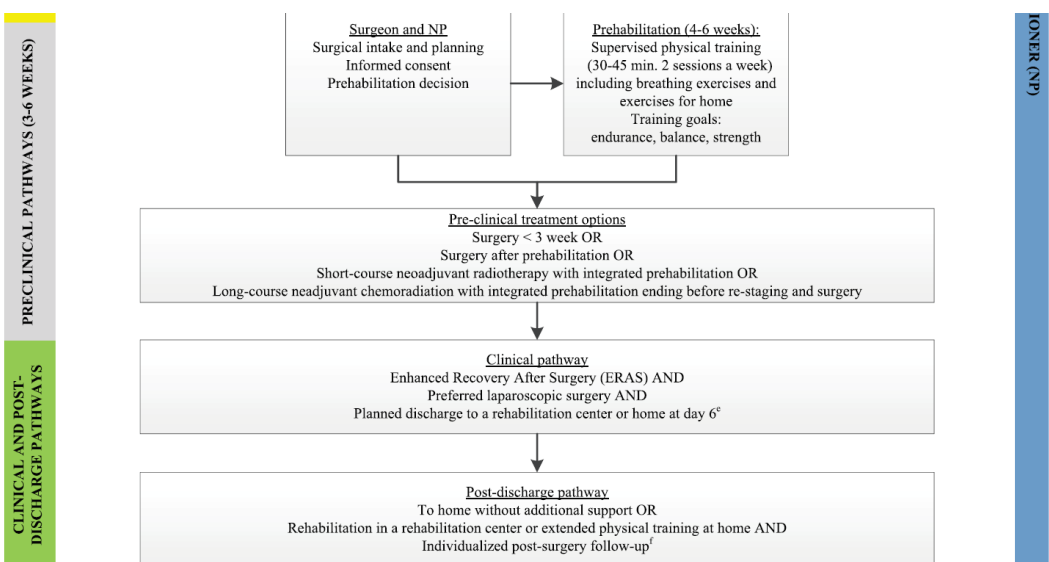 PRECLINICAL PATHWAYS (3-6 WEEKS)
CLINICAL AND POST-
DISCHARGE PATHWAYS
Surgeon and NP
Surgical intake and planning
Informed consent
Prehabilitation decision
Prehabilitation (4-6 weeks):
Supervised physical training
(30-45 min. 2 sessions a week)
including breathing exercises and
exercises for home
Training goals:
endurance, balance, strength
Pre-clinical treatment options
Surgery < 3 week OR
Surgery after prehabilitation OR
Short-course neoadjuvant radiotherapy with integrated prehabilitation OR
Long-course neadjuvant chemoradiation with integrated prehabilitation ending before re-staging and surgery
Clinical pathway
Enhanced Recovery After Surgery (ERAS) AND
Preferred laparoscopic surgery AND
Planned discharge to a rehabilitation center or home at day 6e
Post-discharge pathway
To home without additional support OR
Rehabilitation in a rehabilitation center or extended physical training at home AND
Individualized post-surgery follow-upf
IONER (NP)